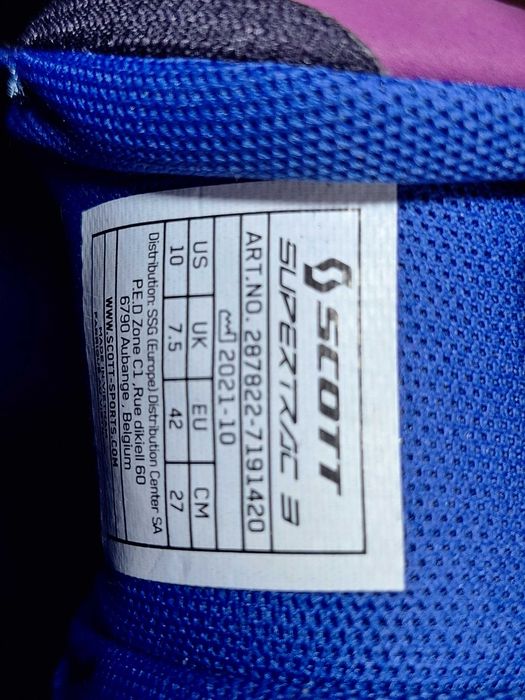 SCOTT
SUPERTRAC 3
ART.NO. 287822-7191420
2021-10
US UK EU CM
10 7.5 42 27
Distribution: SSG (Europe) Distribution Center SA
P.E.D Zone C1 ,Rue dikiell 60
6790 Aubange, Belgium
WWW.SCOTT-SPORTS.COM